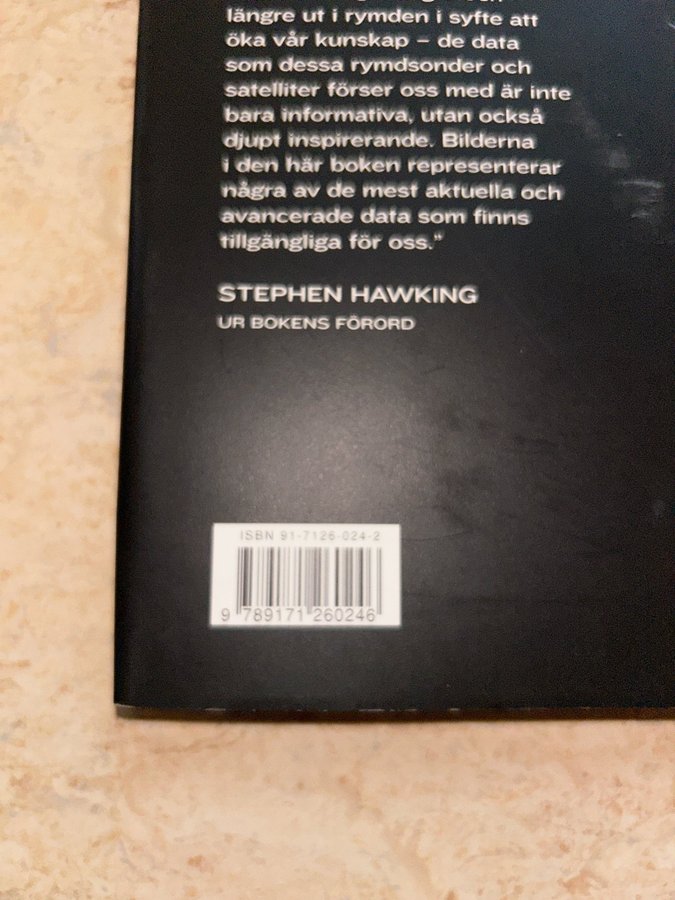 längre ut i rymden i syfte att
öka vår kunskap – de data
som dessa rymdsonder och
satelliter förser oss med är inte
bara informativa, utan också
djupt inspirerande. Bilderna
i den här boken representerar
några av de mest aktuella och
avancerade data som finns
tillgängliga för oss."
STEPHEN HAWKING
UR BOKENS FÖRORD
ISBN 91-7126-024-2
9 789171 260246